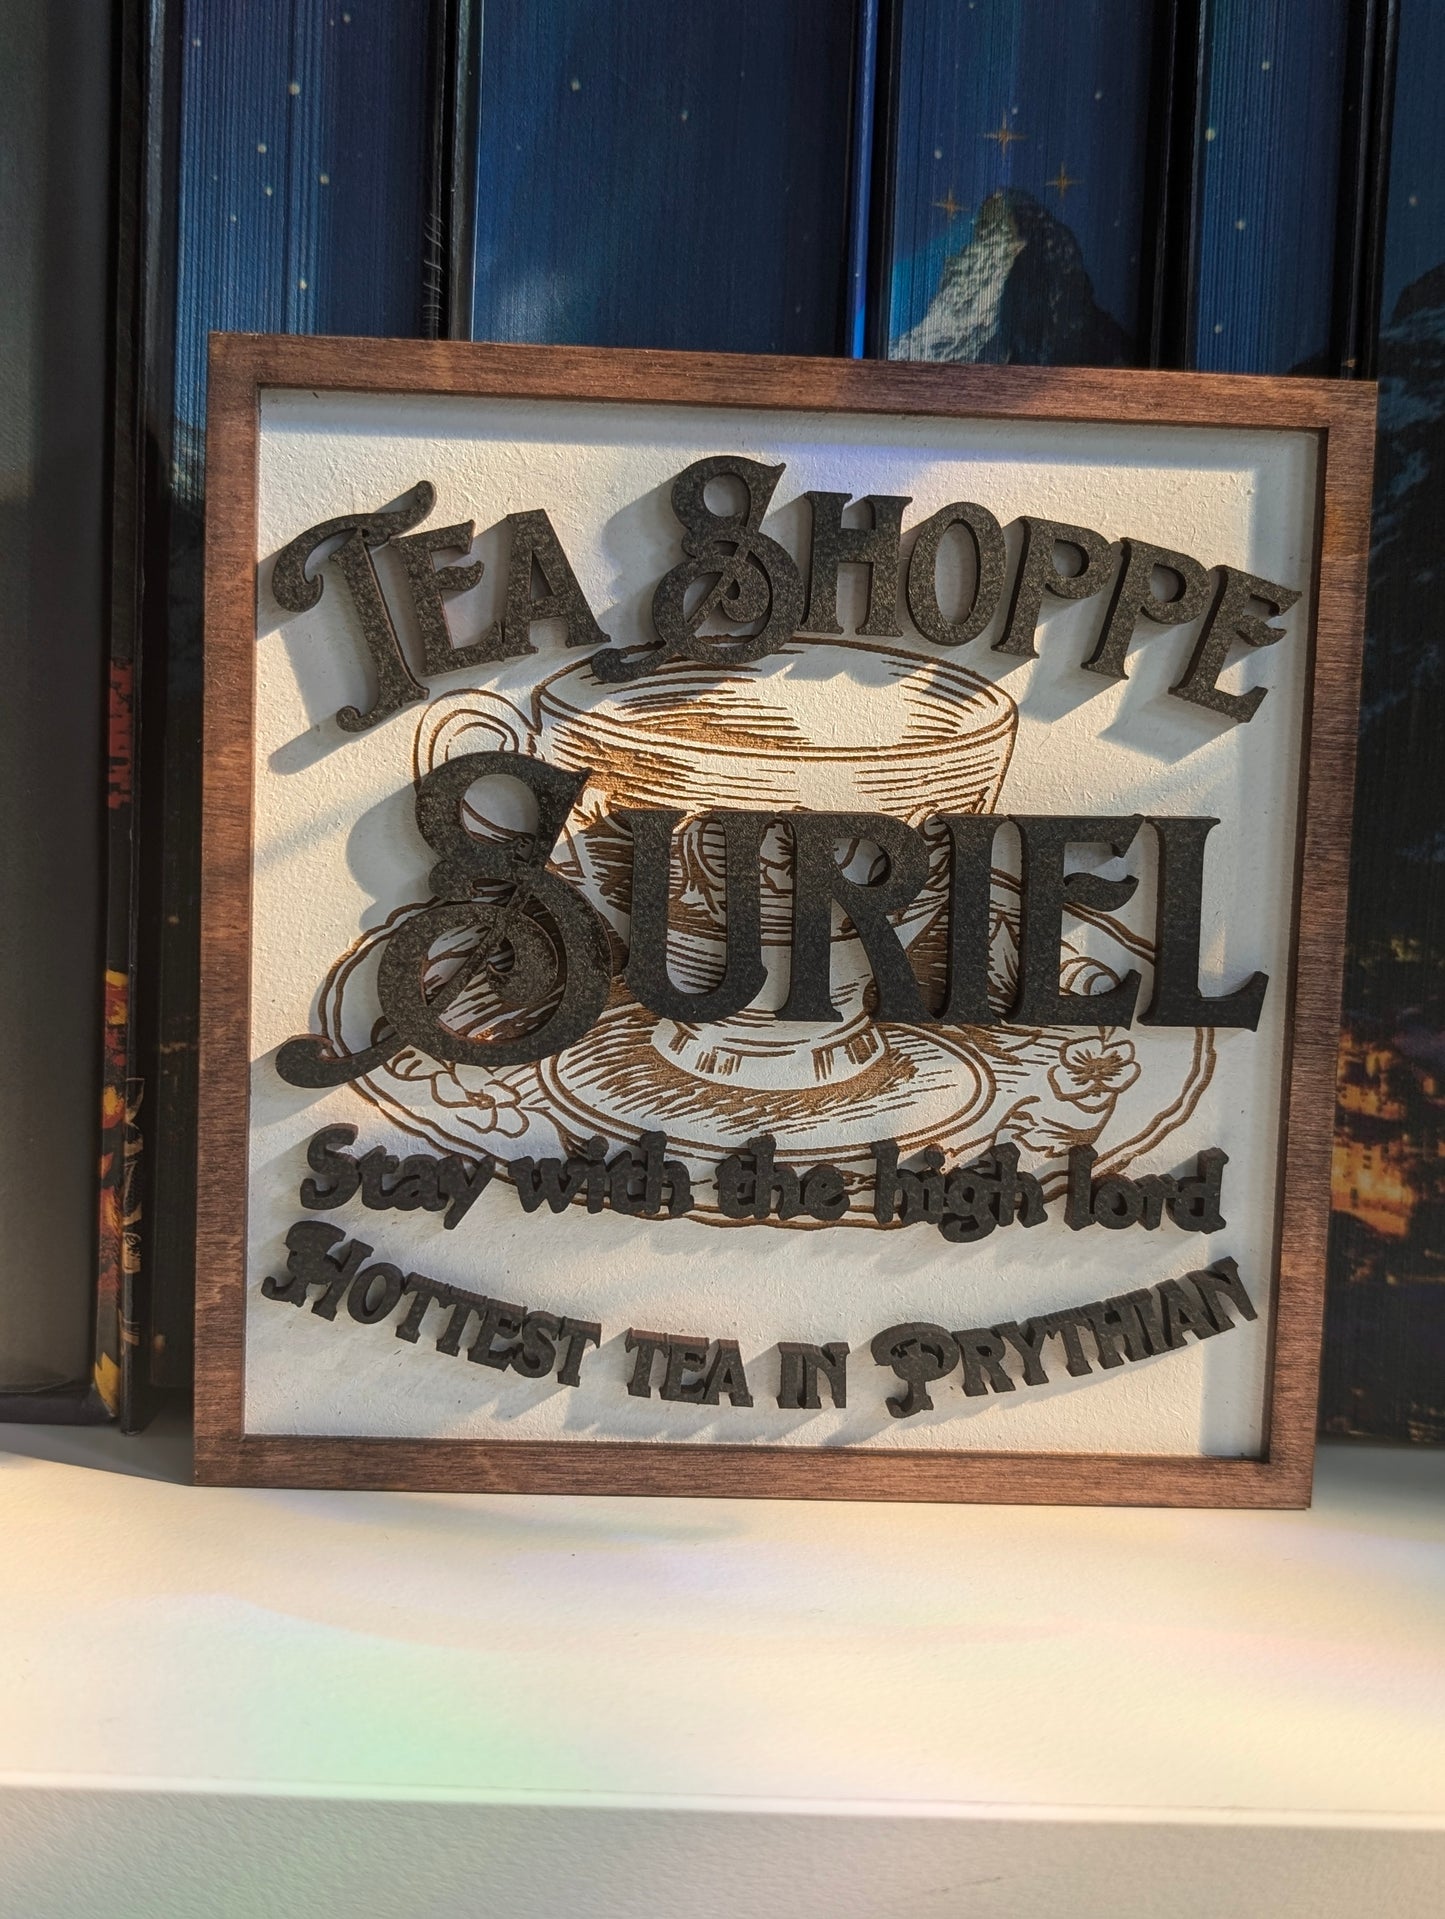 Tea Shoppe
Suriel
Stay with the high lord
Hottest tea in Prythian